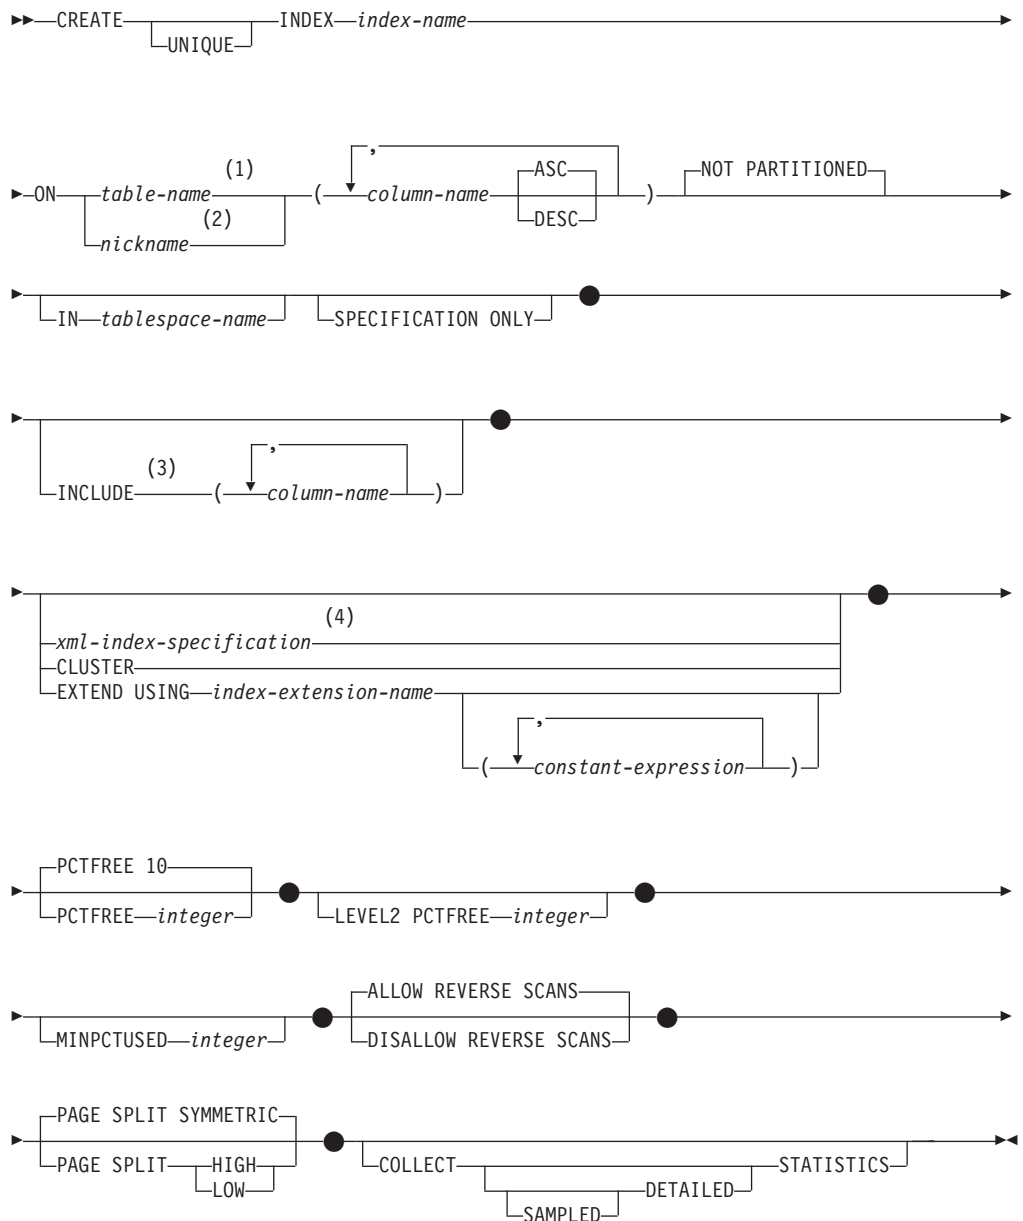 CREATE INDEX index-name
UNIQUE
,
(1) ASC NOT PARTITIONED
ON table-name ( column-name )
(2) DESC
nickname
IN tablespace-name SPECIFICATION ONLY
,
(3)
INCLUDE ( column-name )
(4)
xml-index-specification
CLUSTER
EXTEND USING index-extension-name
,
( constant-expression )
PCTFREE 10
PCTFREE integer LEVEL2 PCTFREE integer
ALLOW REVERSE SCANS
MINPCTUSED integer DISALLOW REVERSE SCANS
PAGE SPLIT SYMMETRIC
PAGE SPLIT HIGH COLLECT STATISTICS
LOW DETAILED
SAMPLED